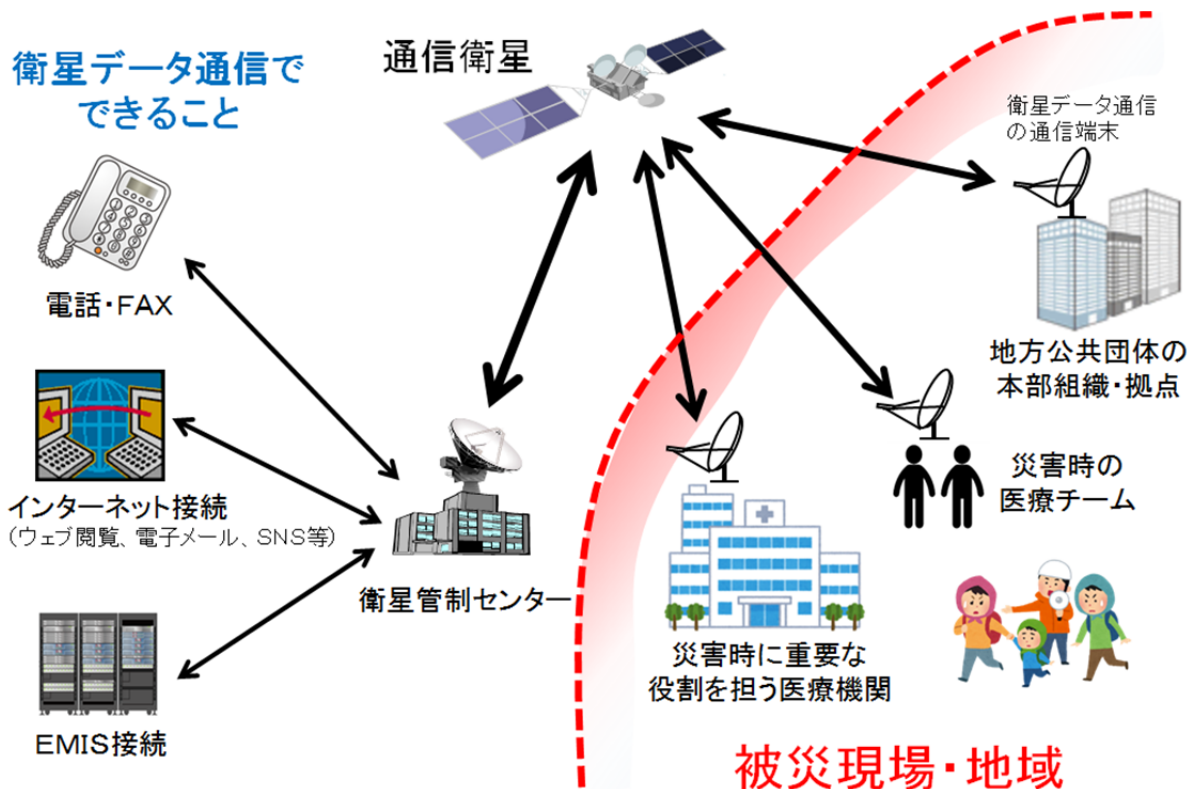 衛星データ通信で
できること
通信衛星
衛星データ通信
の通信端末
電話・FAX
地方公共団体の
本部組織・拠点
災害時の
医療チーム
インターネット接続
(ウェブ閲覧、電子メール、SNS等)
衛星管制センター
災害時に重要な
役割を担う医療機関
EMIS接続
被災現場・地域